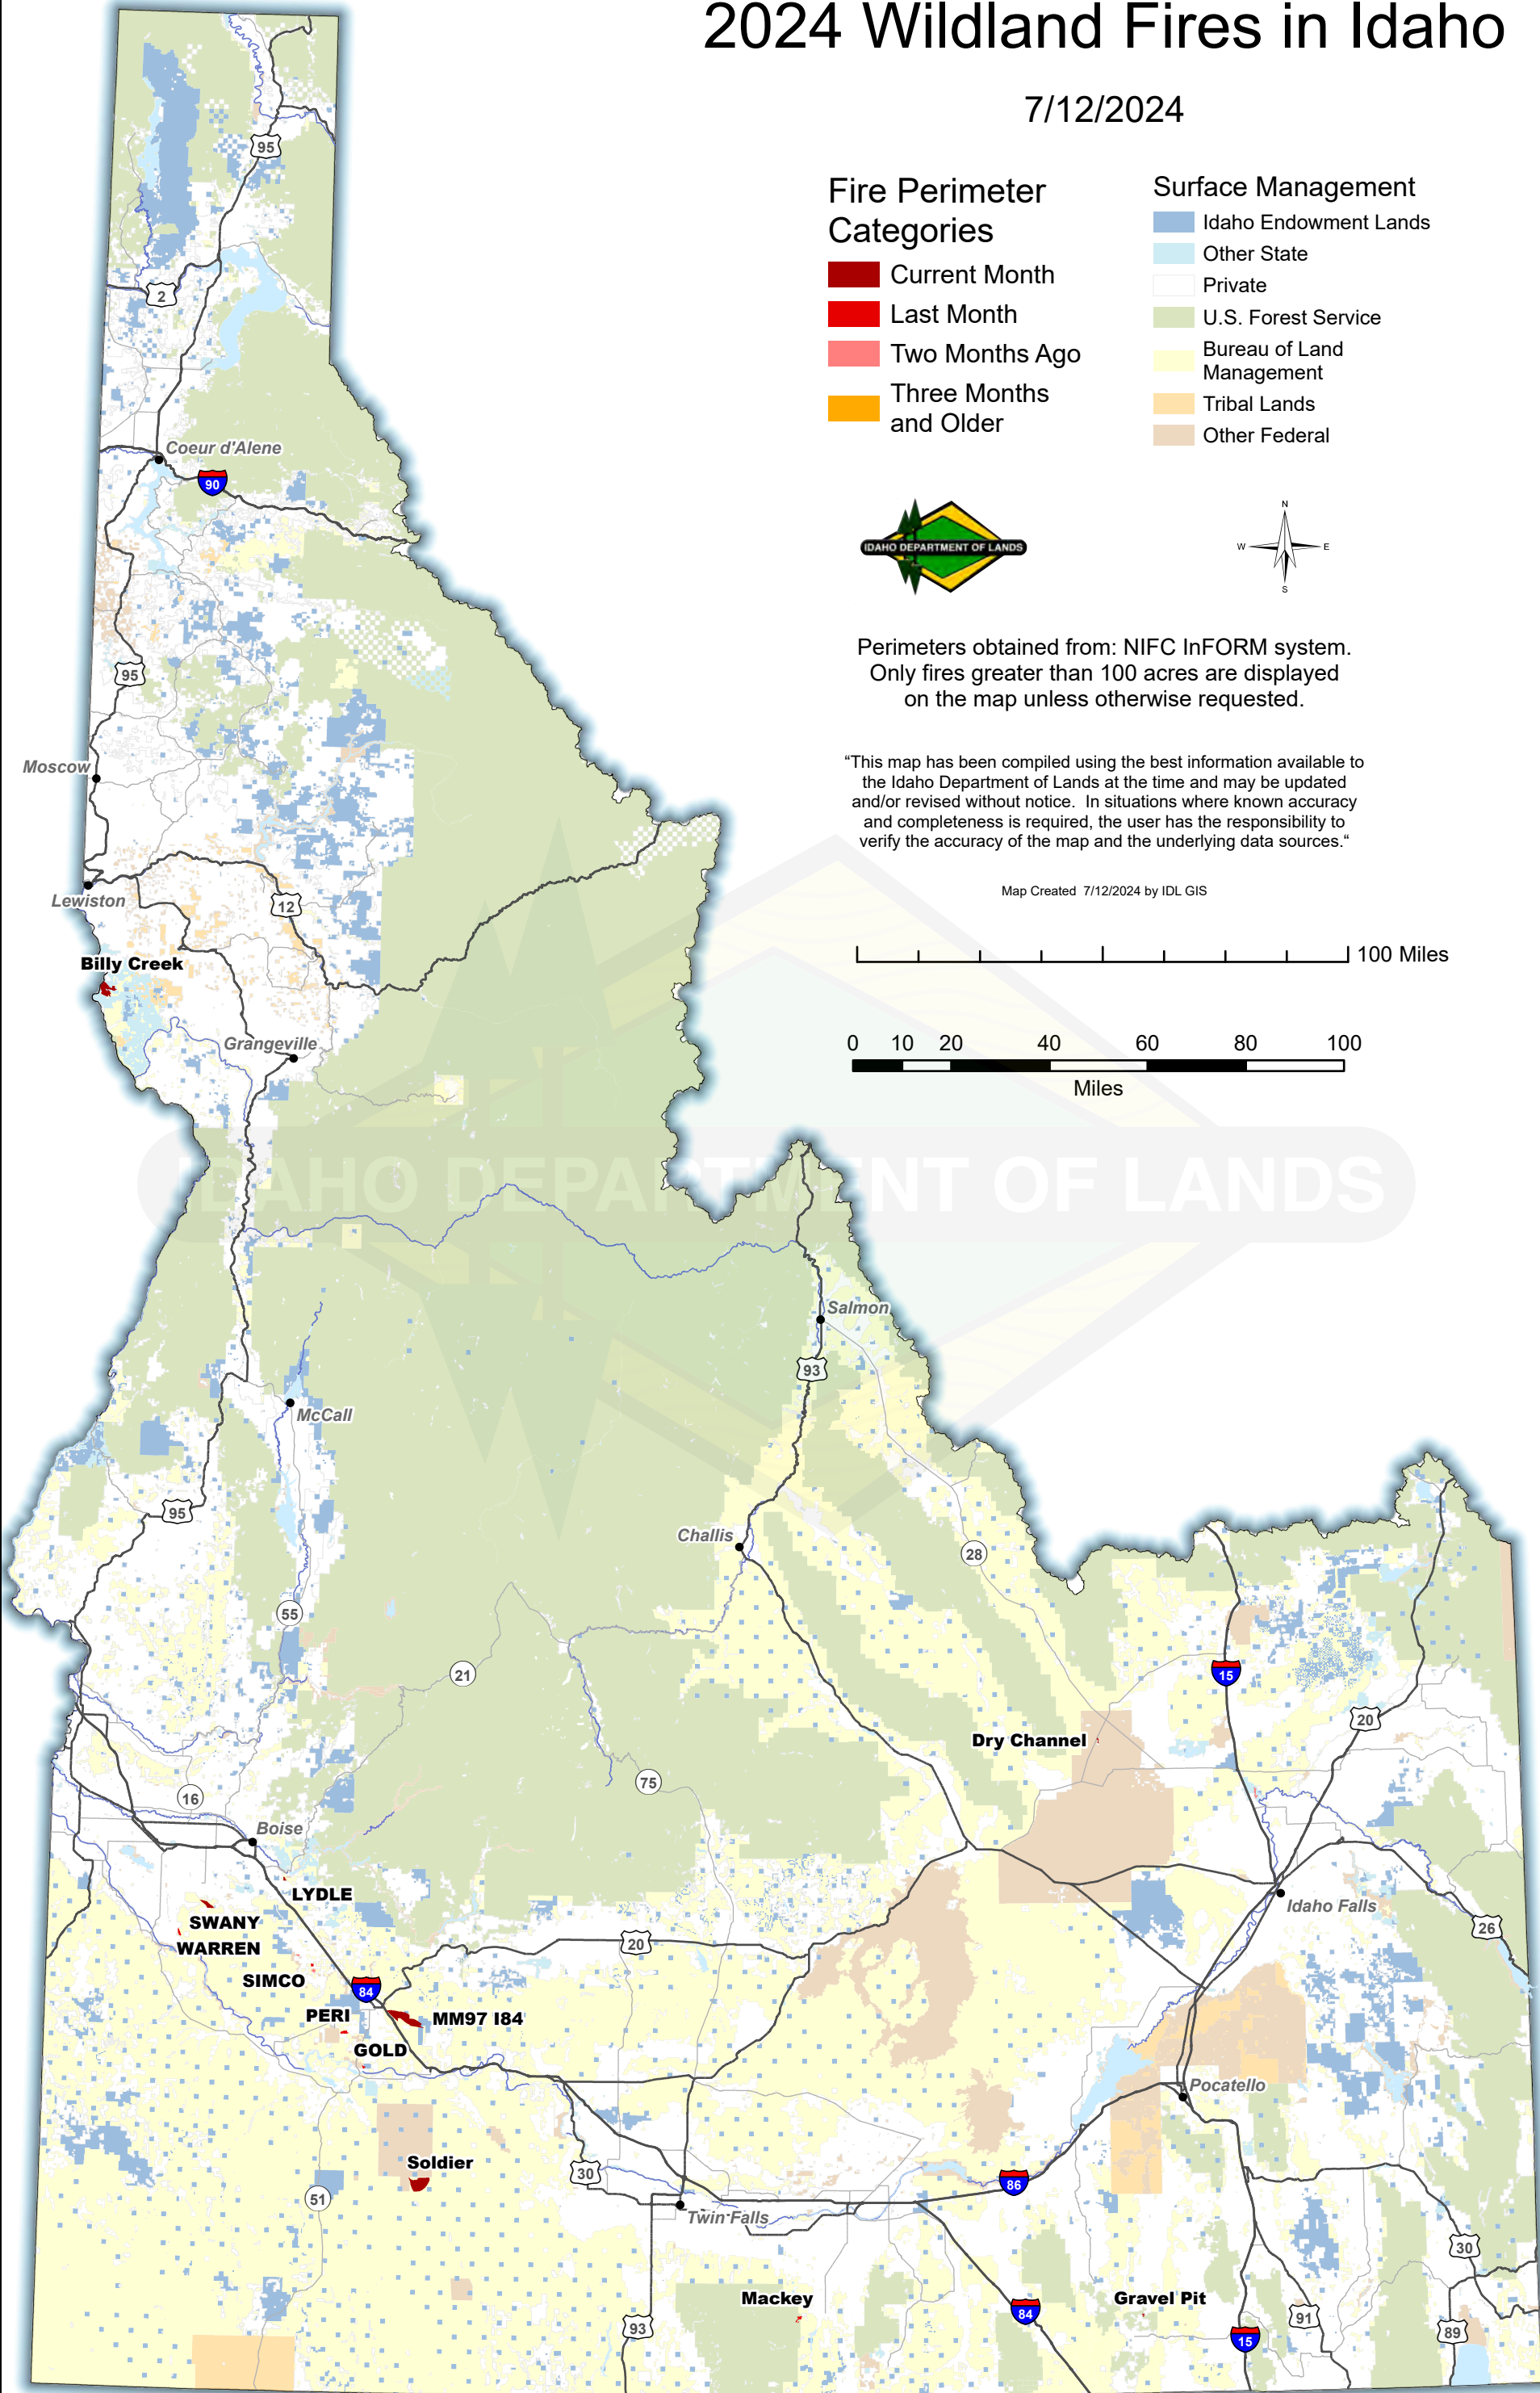 2024 Wildland Fires in Idaho
7/12/2024
Fire Perimeter
Categories
Current Month
Last Month
Two Months Ago
Three Months
and Older
Surface Management
Idaho Endowment Lands
Other State
Private
U.S. Forest Service
Bureau of Land
Management
Tribal Lands
Other Federal
IDAHO DEPARTMENT OF LANDS
N
W
E
S
Perimeters obtained from: NIFC InFORM system.
Only fires greater than 100 acres are displayed
on the map unless otherwise requested.
“This map has been compiled using the best information available to
the Idaho Department of Lands at the time and may be updated
and/or revised without notice.  In situations where known accuracy
and completeness is required, the user has the responsibility to
verify the accuracy of the map and the underlying data sources.“
Map Created  7/12/2024 by IDL GIS
100 Miles
0 10 20 40 60 80 100
Miles
95
2
Coeur d'Alene
90
95
Moscow
Lewiston
12
Billy Creek
Grangeville
IDAHO DEPARTMENT OF LANDS
Salmon
93
McCall
95
Challis
28
55
21
15
20
Dry Channel
75
16
Boise
LYDLE
Idaho Falls
SWANY
26
WARREN
20
SIMCO
84
PERI
MM97 I84
GOLD
Pocatello
Soldier
30
86
51
Twin Falls
30
Mackey
Gravel Pit
84
93
91
15
89